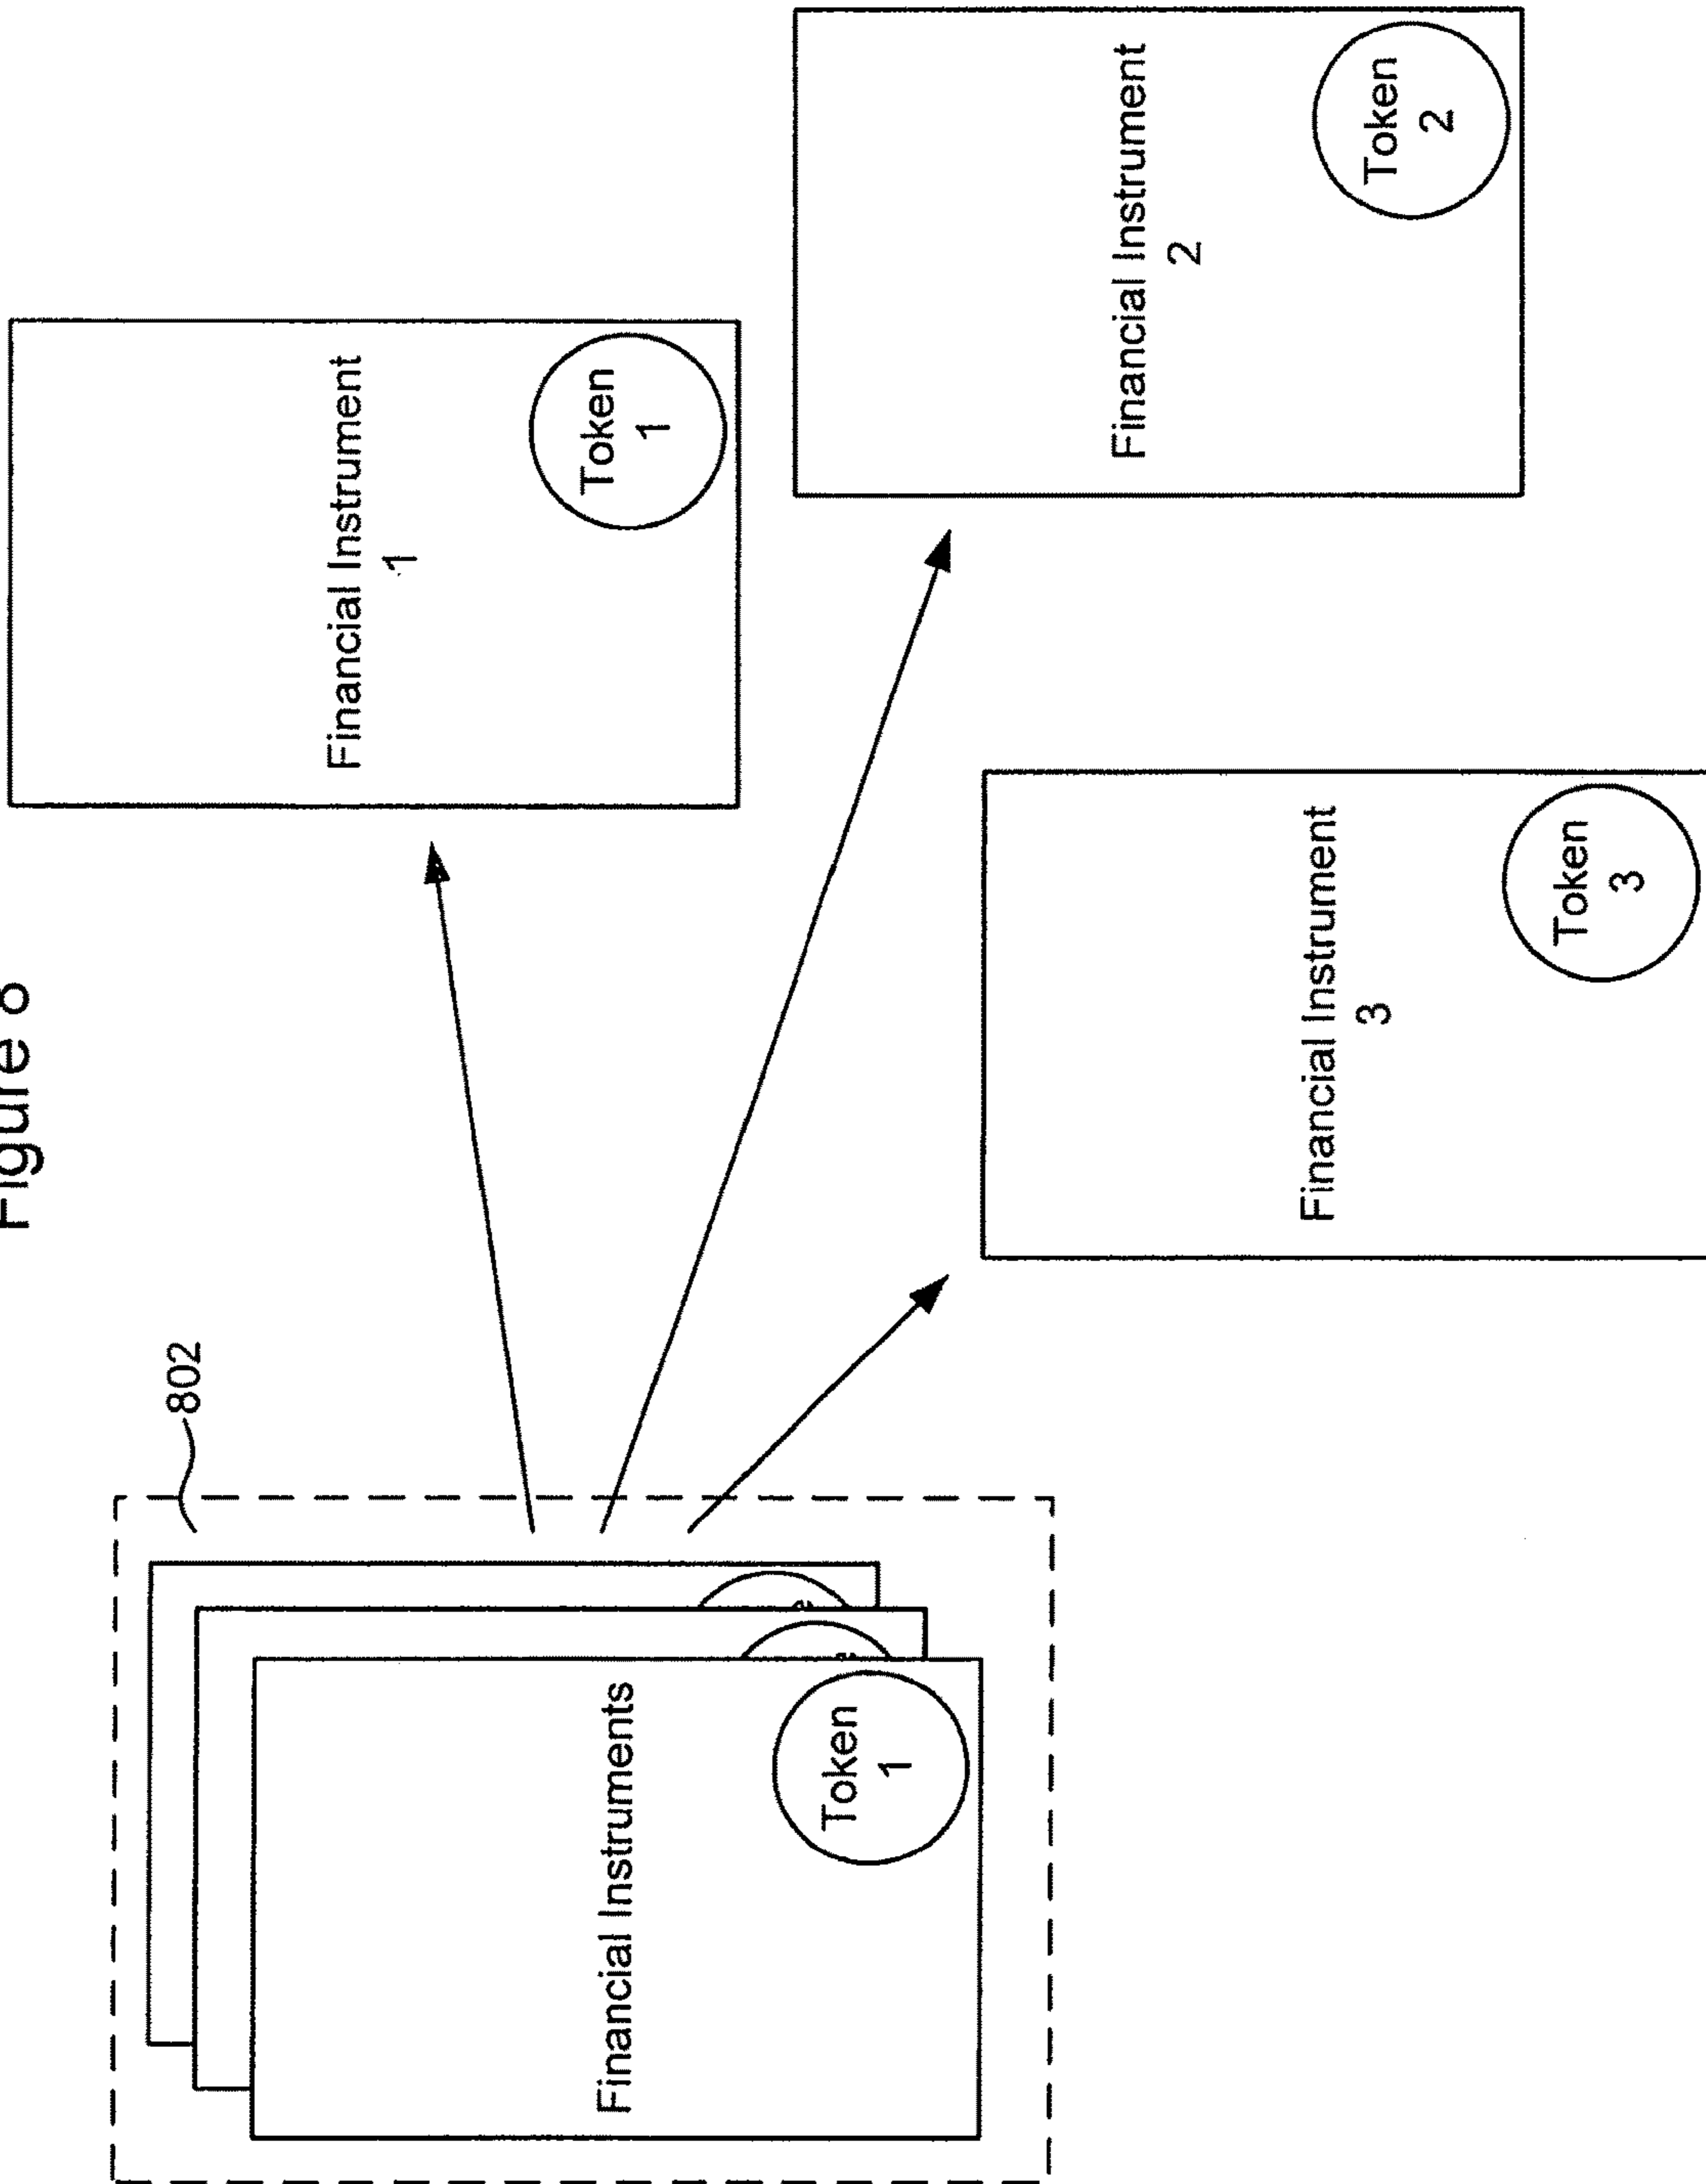 Figure 8
802
Financial Instruments
Token
1
Financial Instrument
1
Token
1
Financial Instrument
2
Token
2
Financial Instrument
3
Token
3